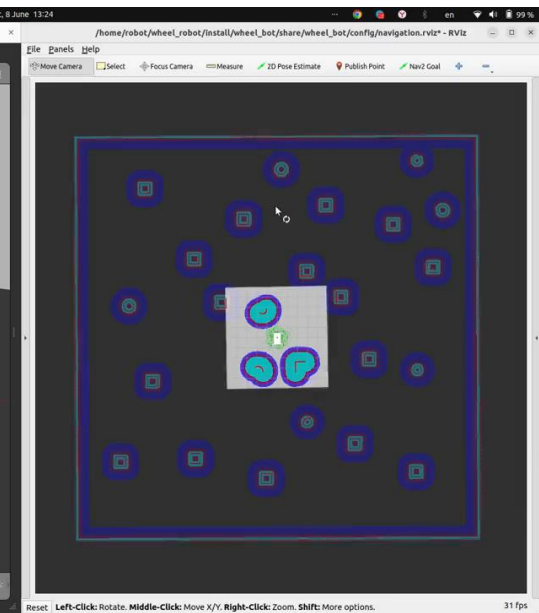 , 8 June 13:24
en
99 %
/home/robot/wheel_robot/install/wheel_bot/share/wheel_bot/config/navigation.rviz* - RViz
File Panels Help
Move Camera Select Focus Camera Measure 2D Pose Estimate Publish Point Nav2 Goal
Reset Left-Click: Rotate. Middle-Click: Move X/Y. Right-Click: Zoom. Shift: More options.
31 fps